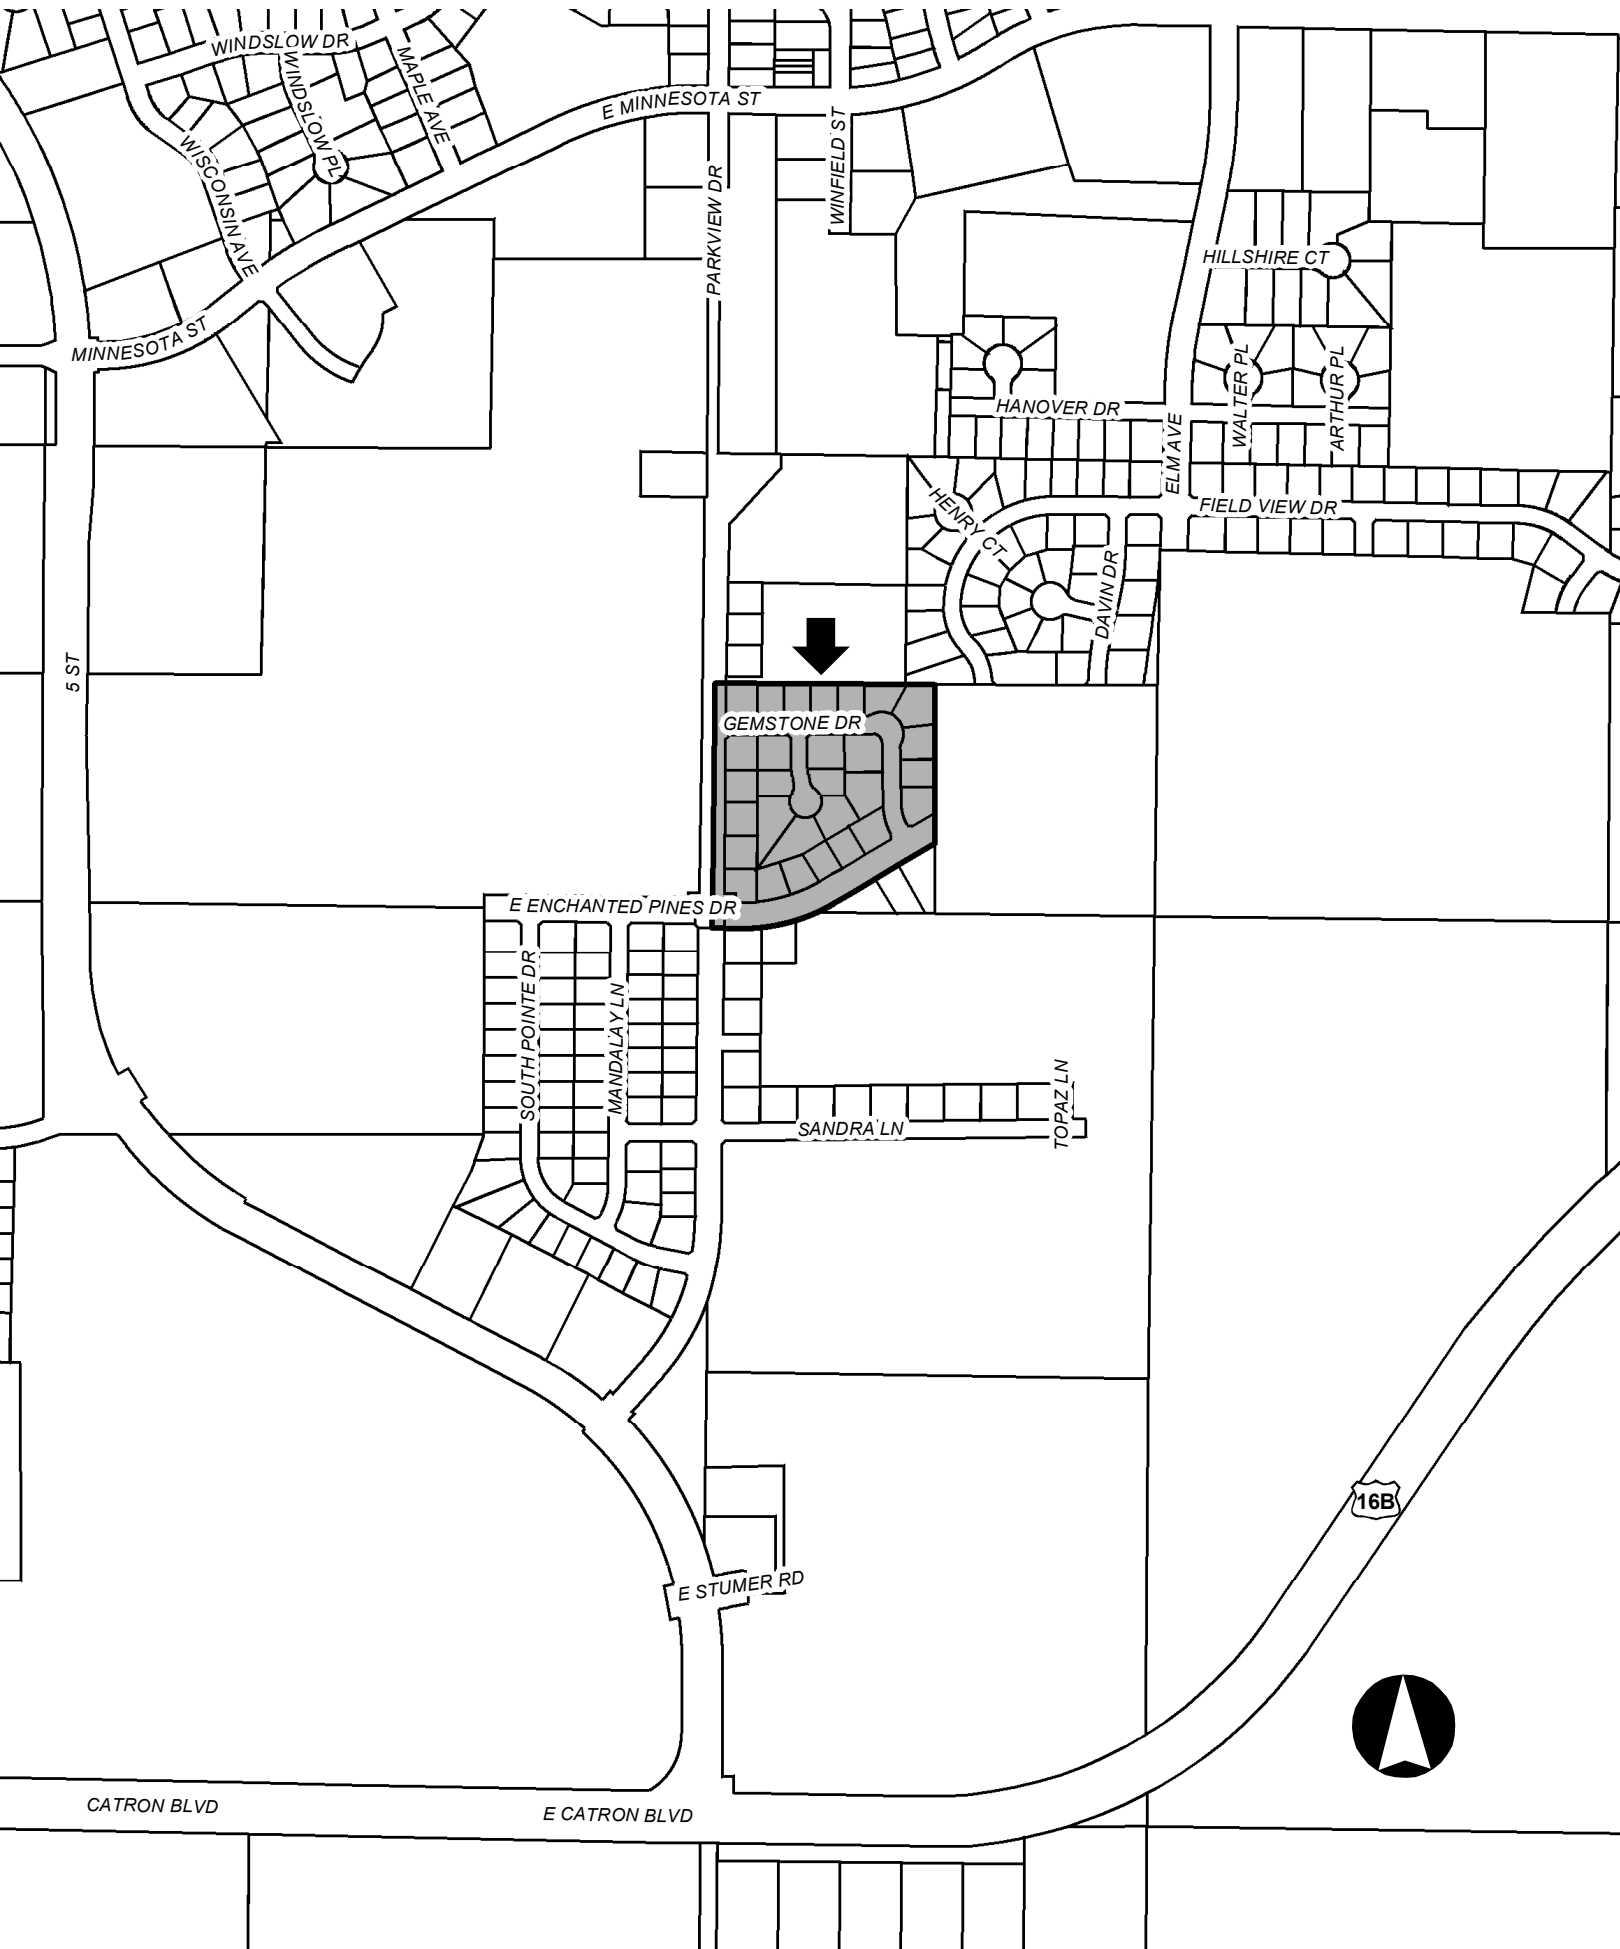 WINDSLOW DR
MAPLE AVE
WINDSLOW PL
E MINNESOTA ST
WISCONSIN AVE
WINFIELD ST
PARKVIEW DR
HILLSHIRE CT
MINNESOTA ST
WALTER PL
ARTHUR PL
HANOVER DR
ELM AVE
HENRY CT
FIELD VIEW DR
DAVIN DR
5 ST
GEMSTONE DR
E ENCHANTED PINES DR
SOUTH POINTE DR
MANDALAY LN
TOPAZ LN
SANDRA LN
16B
E STUMER RD
CATRON BLVD
E CATRON BLVD